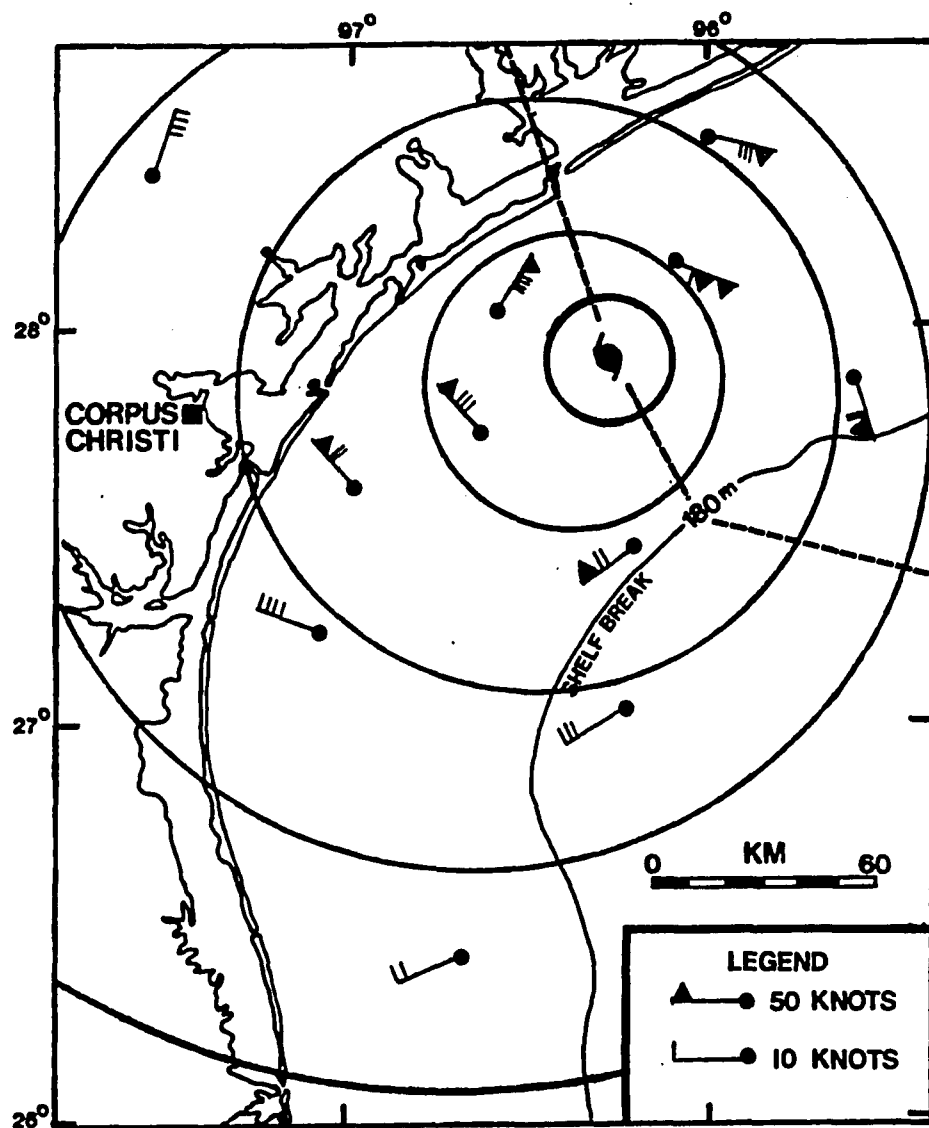 97° 96°
28°
CORPUS
CHRISTI
180m
SHELF BREAK
27°
KM
0 60
LEGEND
50 KNOTS
10 KNOTS
26°